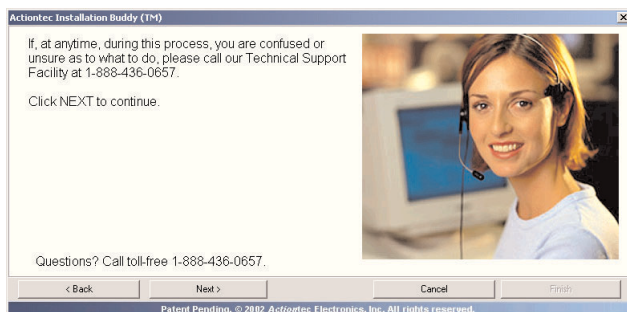 Actiontec Installation Buddy (TM)
If, at anytime, during this process, you are confused or
unsure as to what to do, please call our Technical Support
Facility at 1-888-436-0657.
Click NEXT to continue.
Questions? Call toll-free 1-888-436-0657.
< Back
Next >
Cancel
Finish
Patent Pending. © 2002 Actiontec Electronics, Inc. All rights reserved.